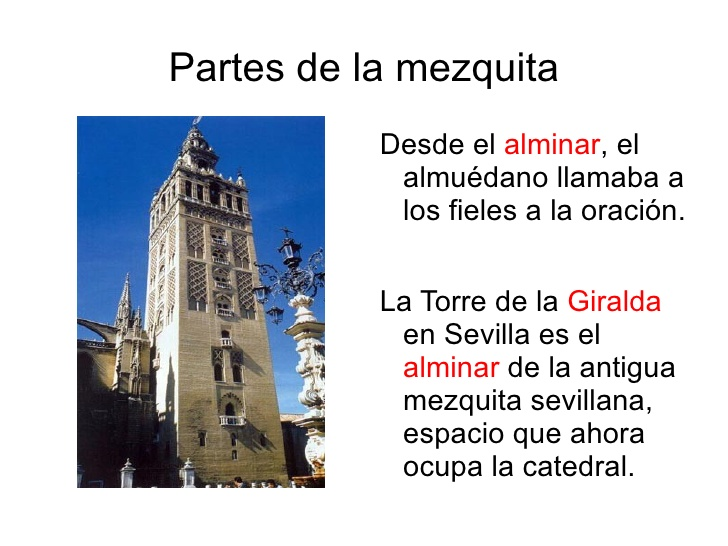 Partes de la mezquita
Desde el alminar, el
almuédano llamaba a
los fieles a la oración.
La Torre de la Giralda
en Sevilla es el
alminar de la antigua
mezquita sevillana,
espacio que ahora
ocupa la catedral.